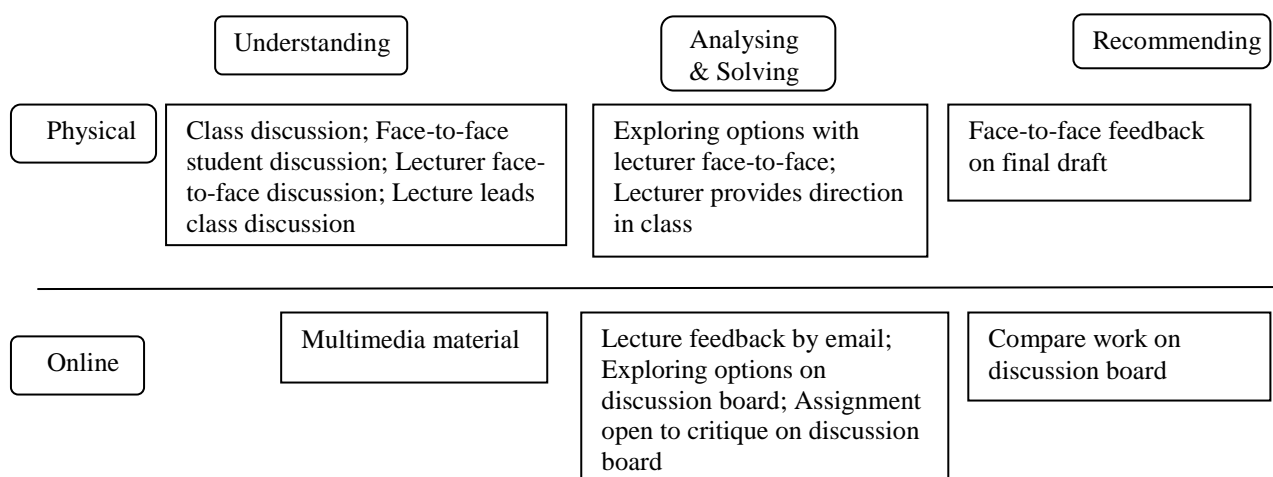 Understanding
Analysing
& Solving
Recommending
Physical
Class discussion; Face-to-face
student discussion; Lecturer face-
to-face discussion; Lecture leads
class discussion
Exploring options with
lecturer face-to-face;
Lecturer provides direction
in class
Face-to-face feedback
on final draft
Online
Multimedia material
Lecture feedback by email;
Exploring options on
discussion board; Assignment
open to critique on discussion
board
Compare work on
discussion board